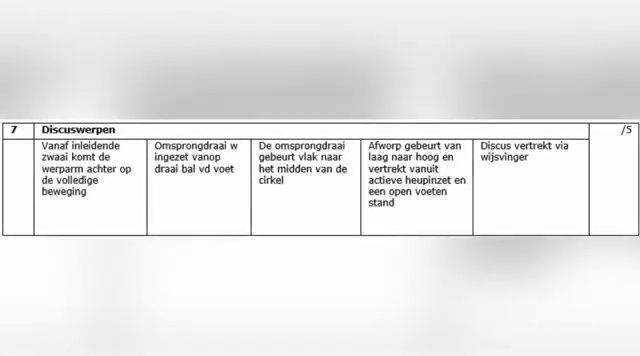 7 Discuswerpen /5
Vanaf inleidende
zwaai komt de
werparm achter op
de volledige
beweging
Omsprongdraai w
ingezet vanop
draai bal vd voet
De omsprongdraai
gebeurt vlak naar
het midden van de
cirkel
Afworp gebeurt van
laag naar hoog en
vertrekt vanuit
actieve heupinzet en
een open voeten
stand
Discus vertrekt via
wijsvinger